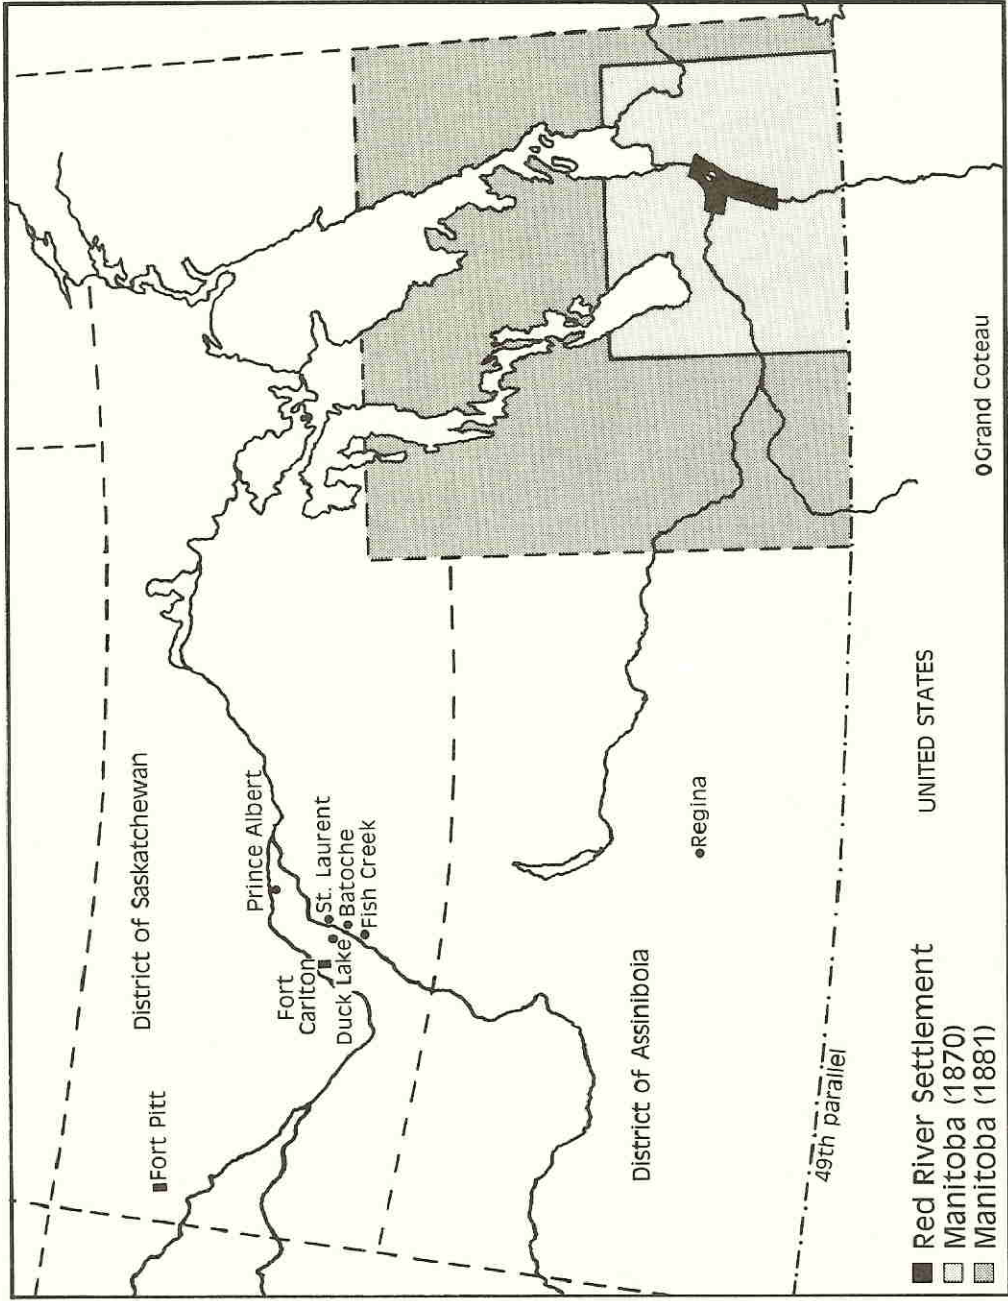 District of Saskatchewan
Fort Pitt
Prince Albert
Fort
Carlton
St. Laurent
Duck Lake
Batoche
Fish Creek
Regina
District of Assiniboia
49th parallel
UNITED STATES
Grand Coteau
Red River Settlement
Manitoba (1870)
Manitoba (1881)